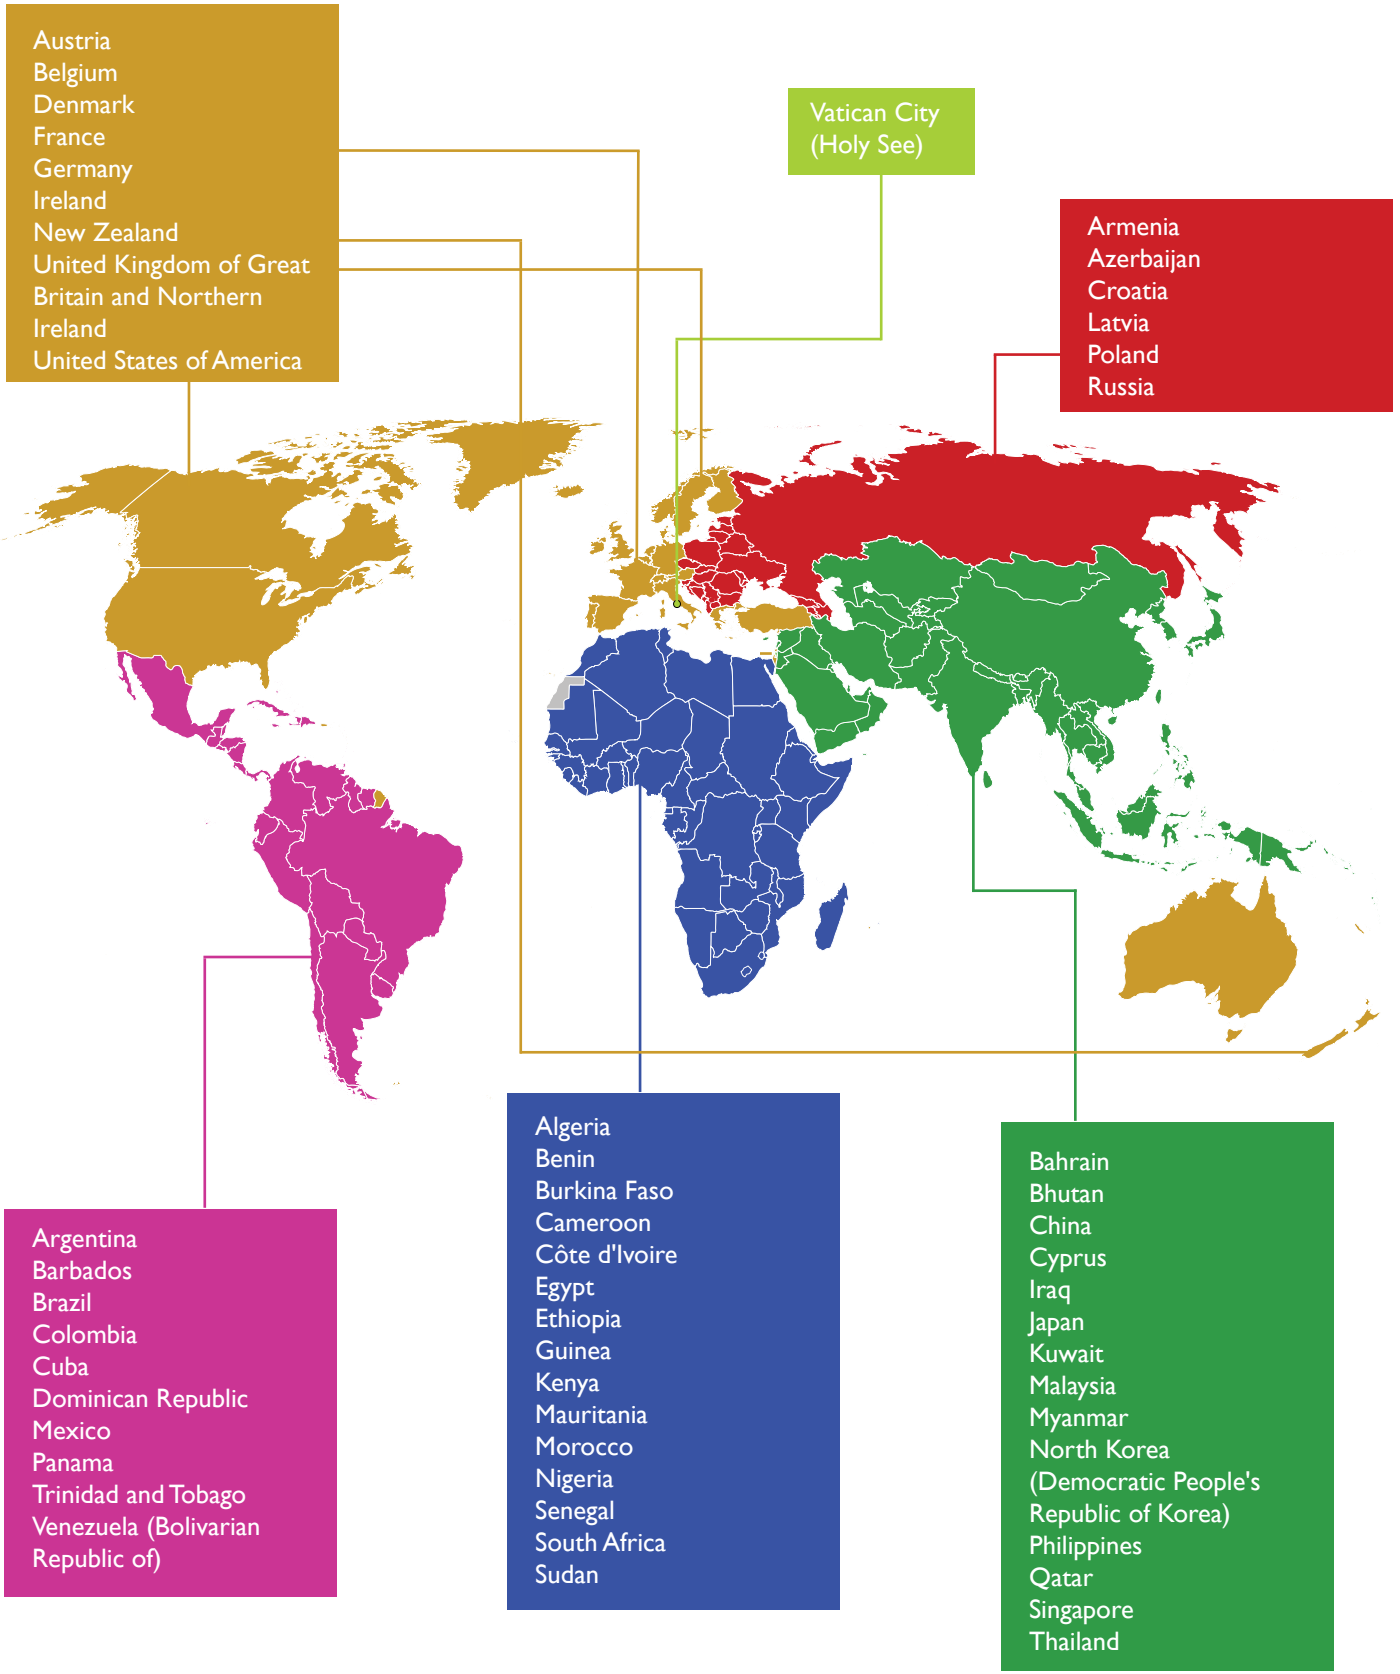 Austria
Belgium
Denmark
France
Germany
Ireland
New Zealand
United Kingdom of Great
Britain and Northern
Ireland
United States of America
Vatican City
(Holy See)
Armenia
Azerbaijan
Croatia
Latvia
Poland
Russia
Argentina
Barbados
Brazil
Colombia
Cuba
Dominican Republic
Mexico
Panama
Trinidad and Tobago
Venezuela (Bolivarian
Republic of)
Algeria
Benin
Burkina Faso
Cameroon
Côte d'Ivoire
Egypt
Ethiopia
Guinea
Kenya
Mauritania
Morocco
Nigeria
Senegal
South Africa
Sudan
Bahrain
Bhutan
China
Cyprus
Iraq
Japan
Kuwait
Malaysia
Myanmar
North Korea
(Democratic People's
Republic of Korea)
Philippines
Qatar
Singapore
Thailand